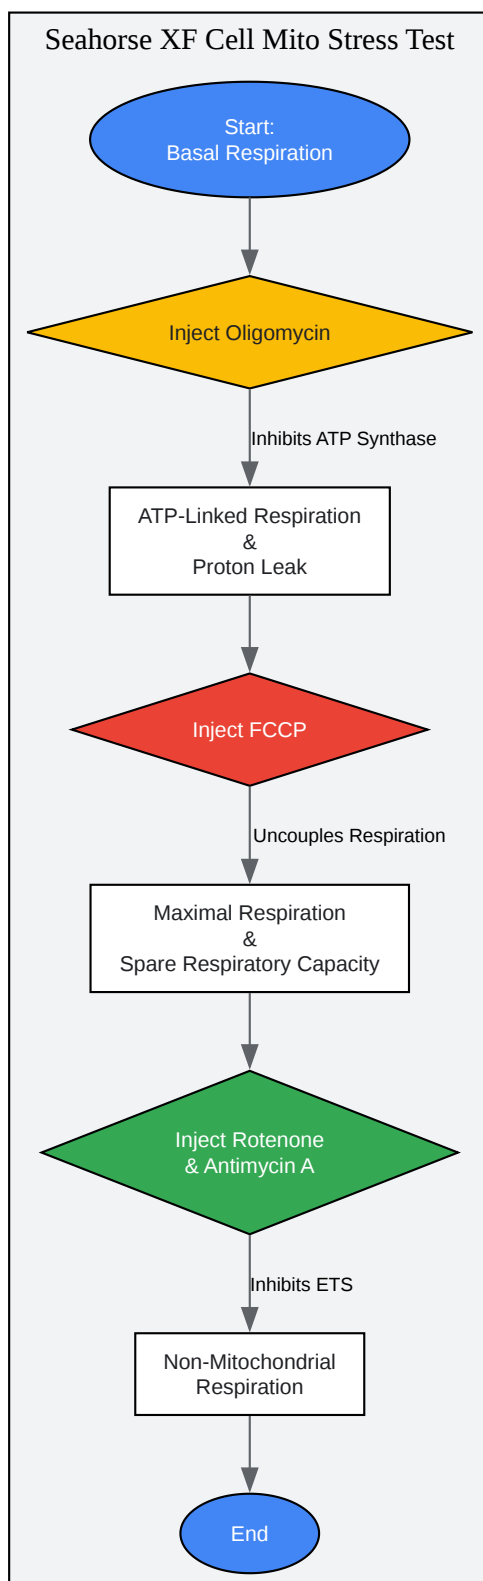 Seahorse XF Cell Mito Stress Test
Start:
Basal Respiration
Inject Oligomycin
Inhibits ATP Synthase
ATP-Linked Respiration
&
Proton Leak
Inject FCCP
Uncouples Respiration
Maximal Respiration
&
Spare Respiratory Capacity
Inject Rotenone
& Antimycin A
Inhibits ETS
Non-Mitochondrial
Respiration
End